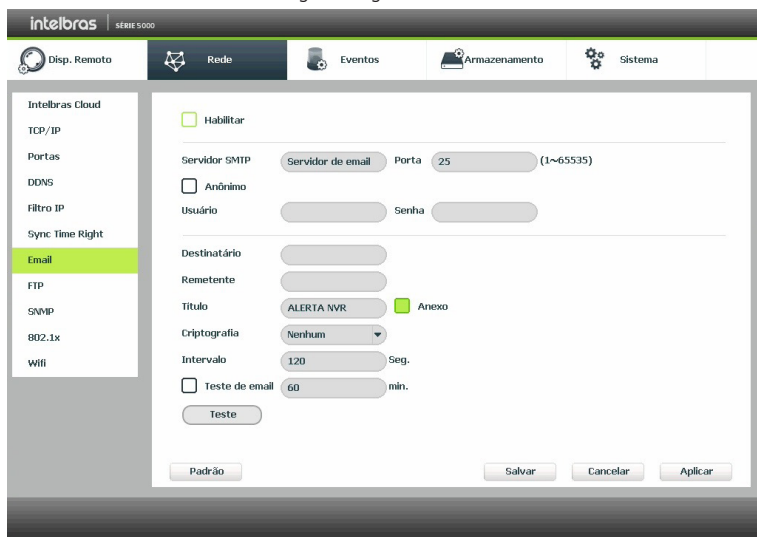 intelbras SÉRIE 5000
Disp. Remoto Rede Eventos Armazenamento Sistema
Intelbras Cloud
TCP/IP
Portas
DDNS
Filtro IP
Sync Time Right
Email
FTP
SNMP
802.1x
Wifi
Habilitar
Servidor SMTP Servidor de email Porta 25 (1~65535)
Anônimo
Usuário Senha
Destinatário
Remetente
Titulo ALERTA NVR Anexo
Criptografia Nenhum
Intervalo 120 Seg.
Teste de email 60 min.
Teste
Padrão Salvar Cancelar Aplicar